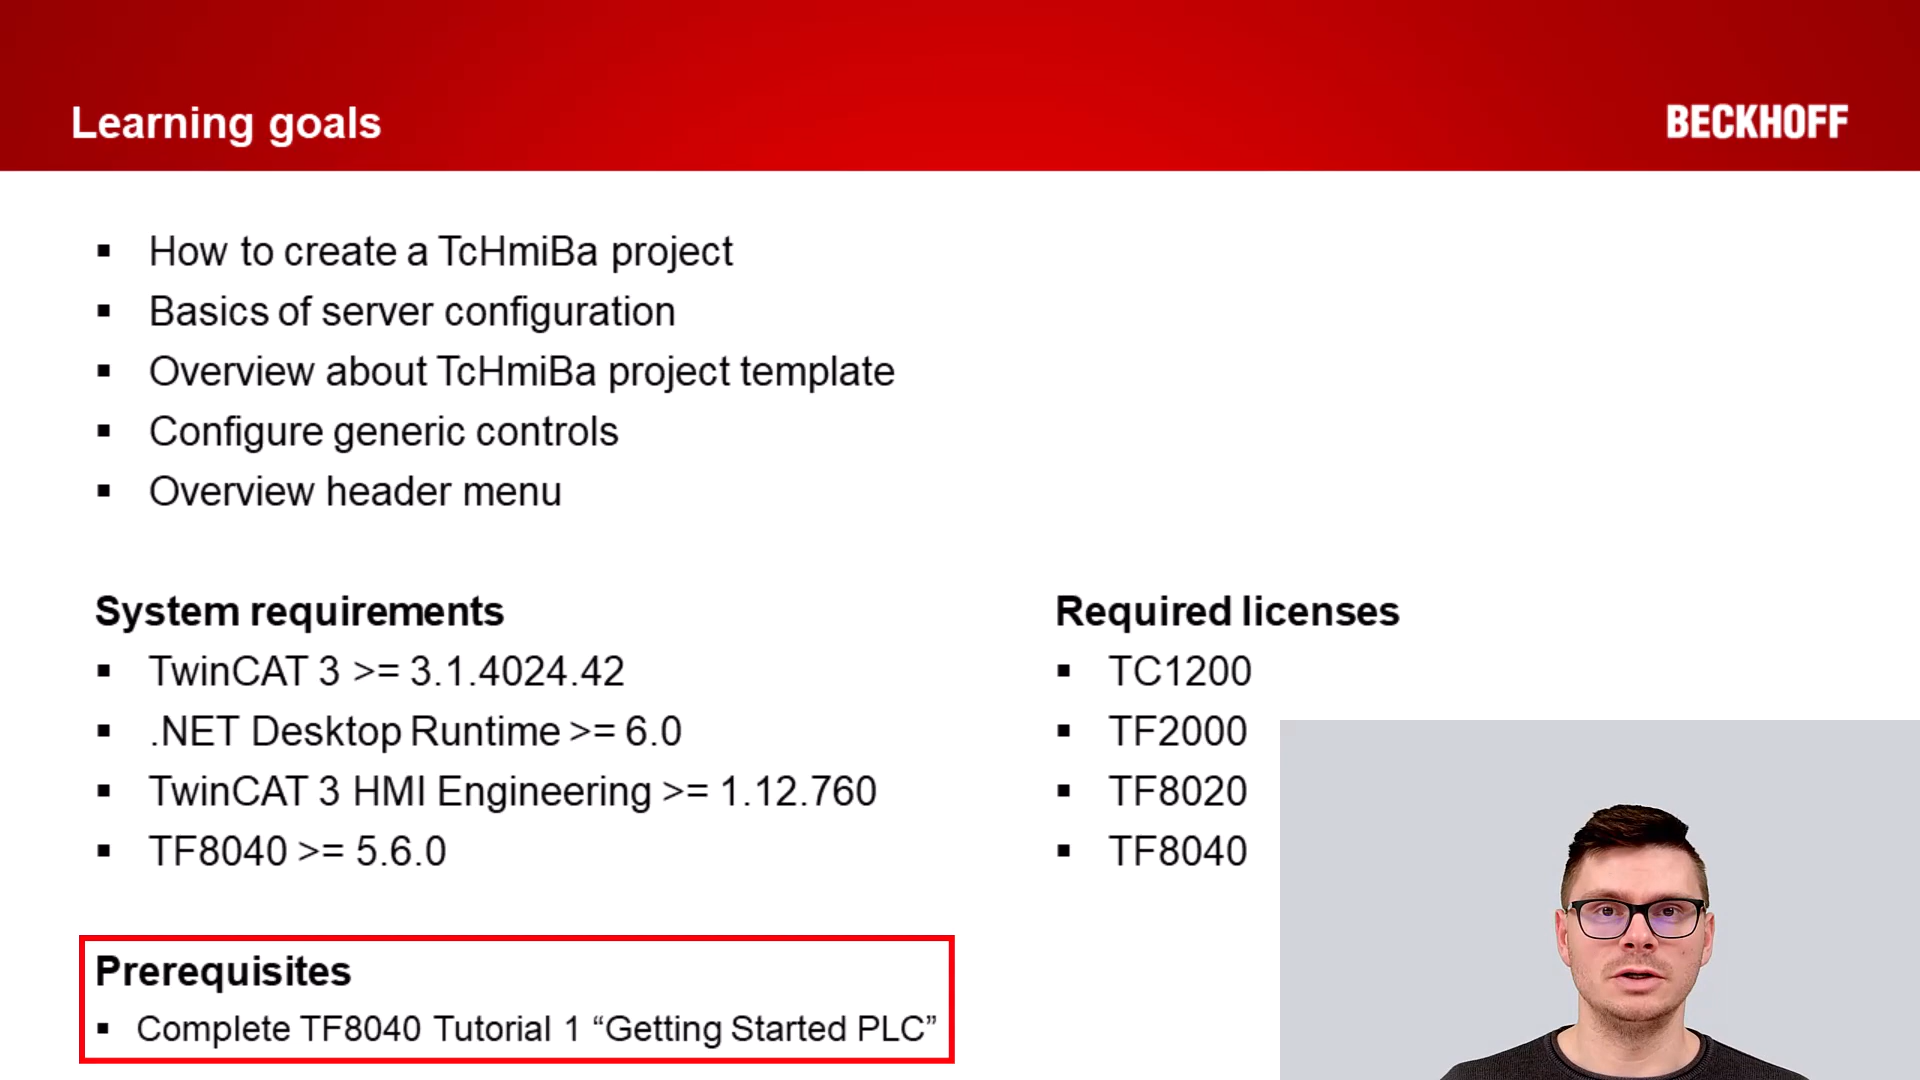 Learning goals
BECKHOFF
▪ How to create a TcHmiBa project
▪ Basics of server configuration
▪ Overview about TcHmiBa project template
▪ Configure generic controls
▪ Overview header menu
System requirements
▪ TwinCAT 3 >= 3.1.4024.42
▪ .NET Desktop Runtime >= 6.0
▪ TwinCAT 3 HMI Engineering >= 1.12.760
▪ TF8040 >= 5.6.0
Required licenses
▪ TC1200
▪ TF2000
▪ TF8020
▪ TF8040
Prerequisites
▪ Complete TF8040 Tutorial 1 “Getting Started PLC”